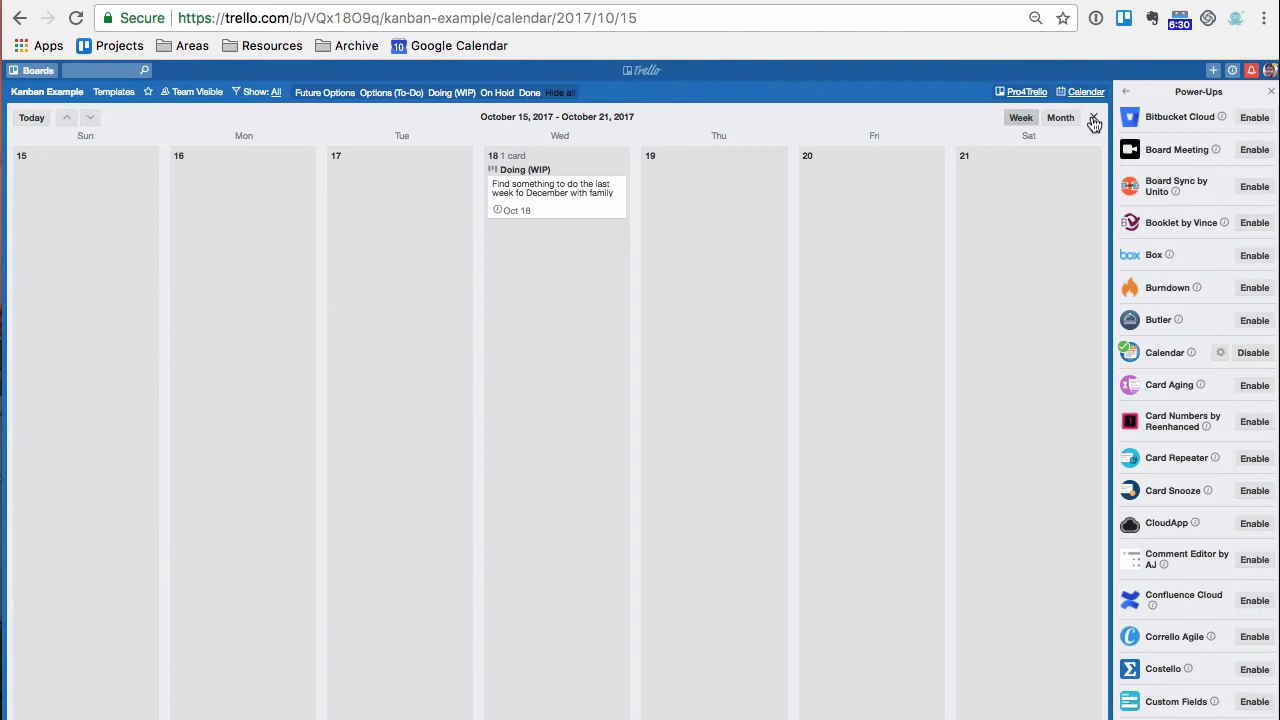 Secure https://trello.com/b/VQx18O9q/kanban-example/calendar/2017/10/15
6:30
Apps Projects Areas Resources Archive 10 Google Calendar
Boards Trello
Kanban Example Templates Team Visible Show: All Future Options Options (To-Do) Doing (WIP) On Hold Done Hide all Pro4Trello Calendar
Today October 15, 2017 - October 21, 2017 Week Month
Sun Mon Tue Wed Thu Fri Sat
15 16 17 18 1 card 19 20 21
Doing (WIP)
Find something to do the last
week fo December with family
Oct 18
Power-Ups
Bitbucket Cloud Enable
Board Meeting Enable
Board Sync by
Unito Enable
Booklet by Vince Enable
box Box Enable
Burndown Enable
Butler Enable
Calendar Disable
Card Aging Enable
Card Numbers by
Reenhanced Enable
Card Repeater Enable
Card Snooze Enable
CloudApp Enable
Comment Editor by
AJ Enable
Confluence Cloud Enable
Corrello Agile Enable
Costello Enable
Custom Fields Enable